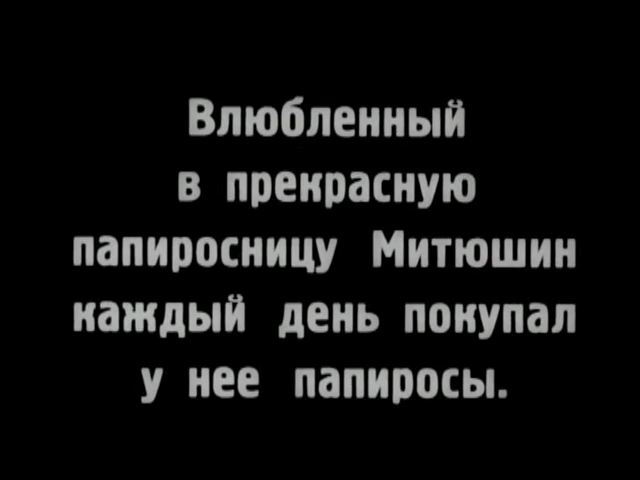 Влюбленный
в прекрасную
папиросницу Митюшин
каждый день покупал
у нее папиросы.